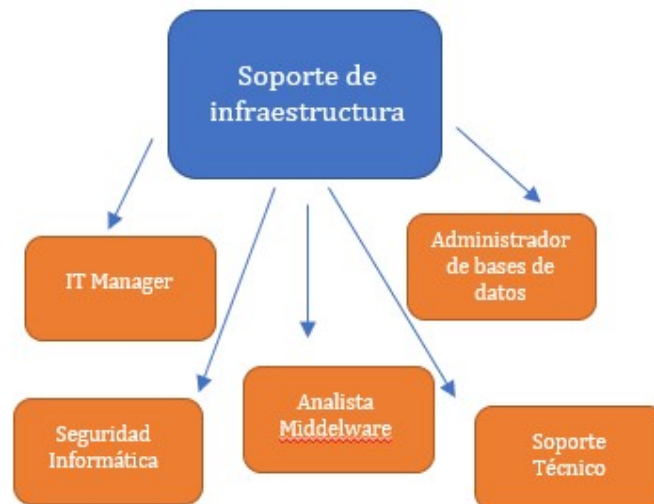 Soporte de
infraestructura
IT Manager
Administrador
de bases de
datos
Seguridad
Informática
Analista
Middelware
Soporte
Técnico